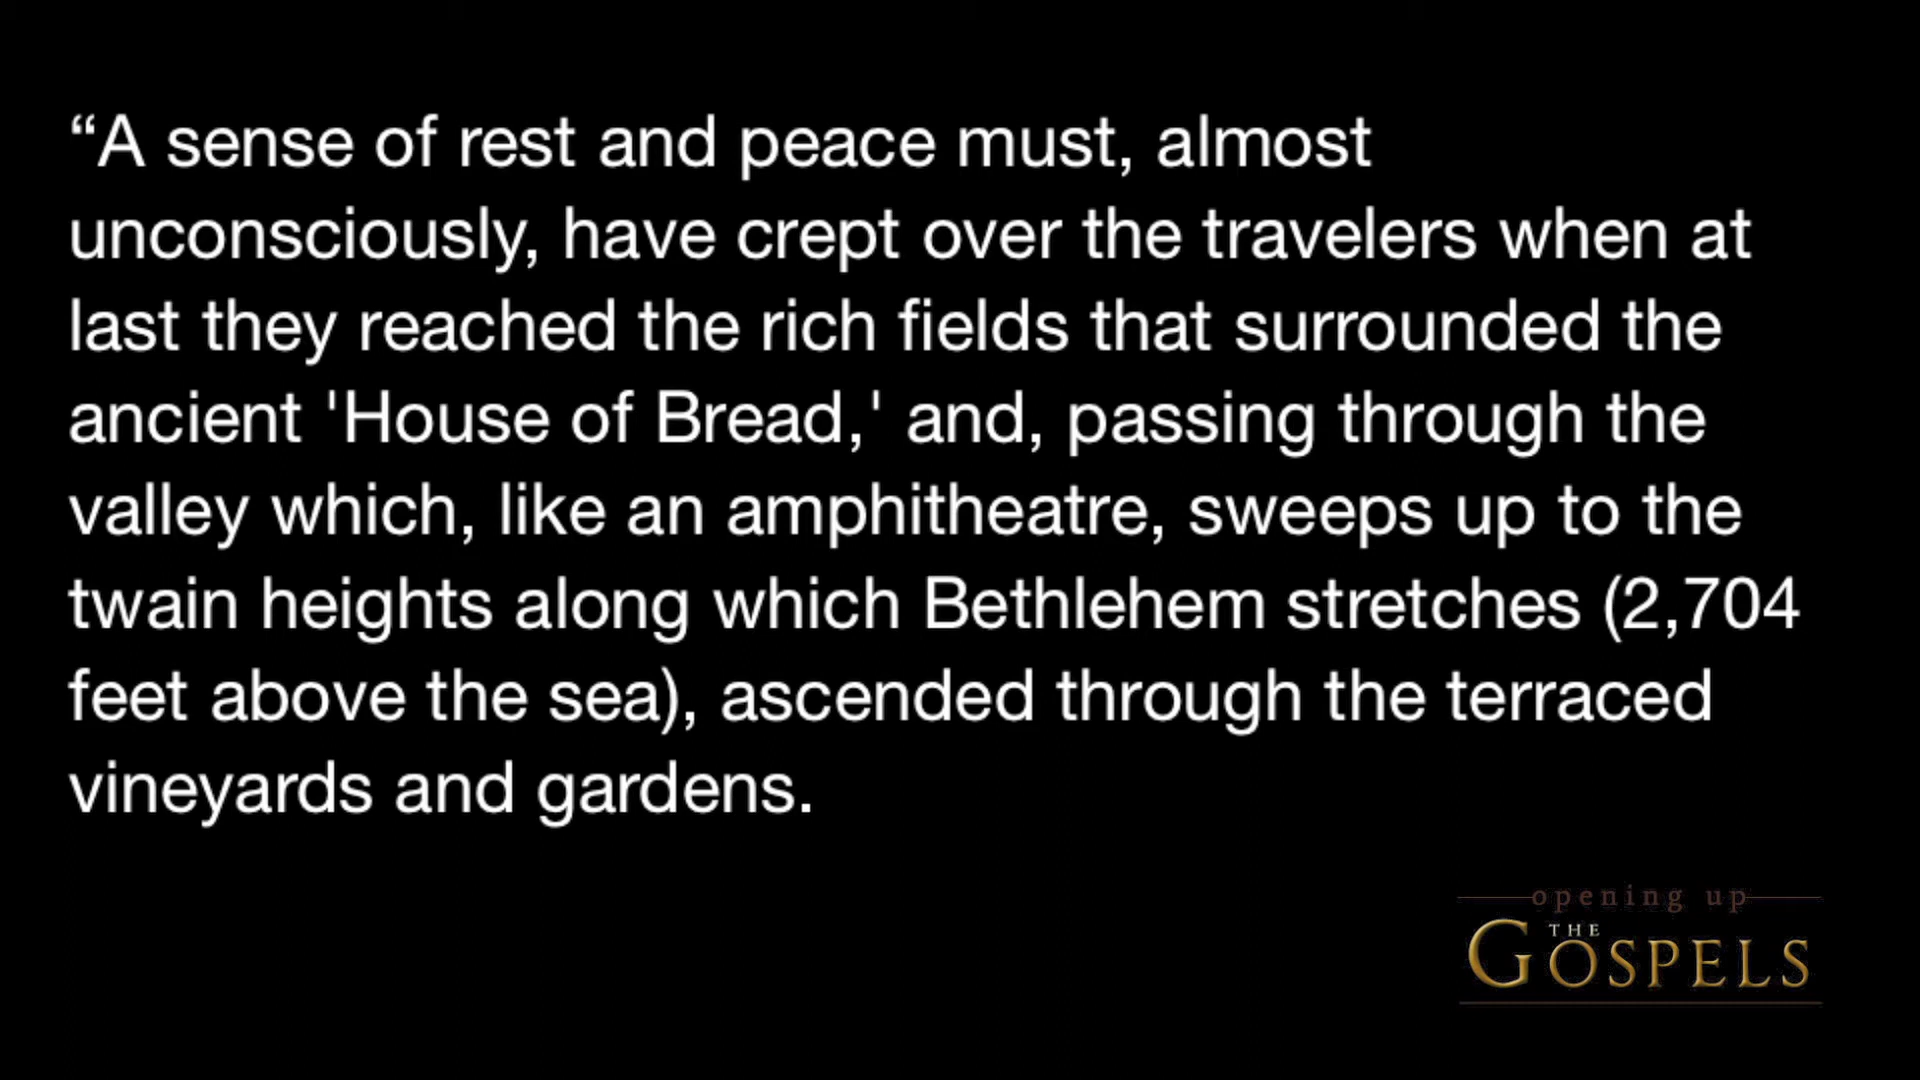 “A sense of rest and peace must, almost
unconsciously, have crept over the travelers when at
last they reached the rich fields that surrounded the
ancient 'House of Bread,' and, passing through the
valley which, like an amphitheatre, sweeps up to the
twain heights along which Bethlehem stretches (2,704
feet above the sea), ascended through the terraced
vineyards and gardens.
opening up
THE
GOSPELS